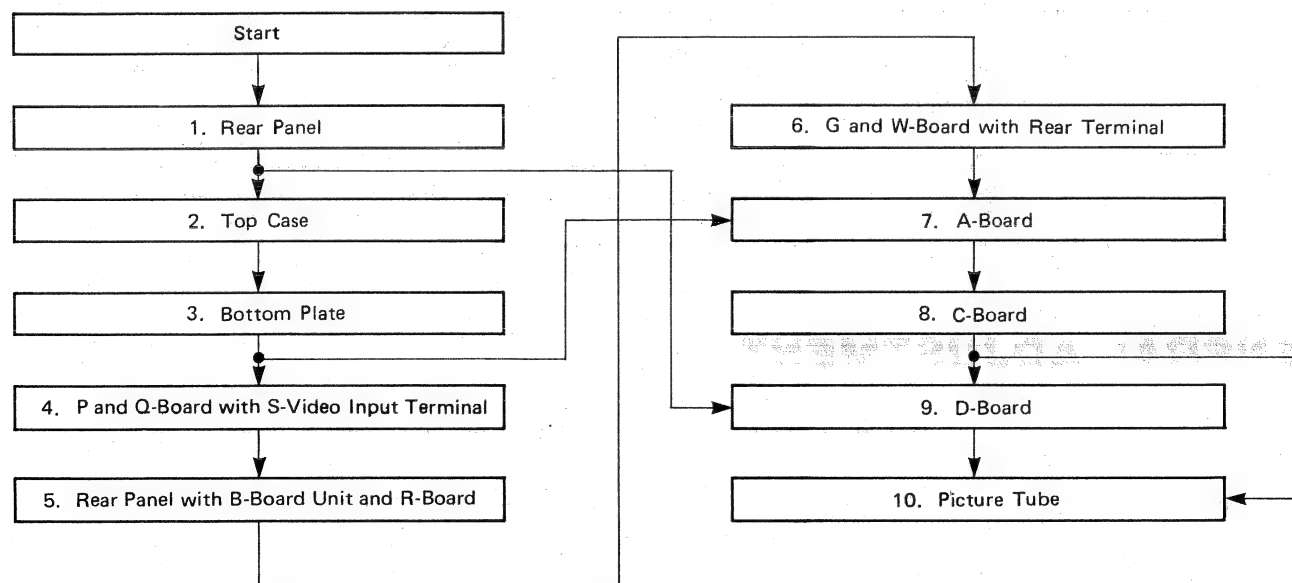 Start
1. Rear Panel
2. Top Case
3. Bottom Plate
4. P and Q-Board with S-Video Input Terminal
5. Rear Panel with B-Board Unit and R-Board
6. G and W-Board with Rear Terminal
7. A-Board
8. C-Board
9. D-Board
10. Picture Tube